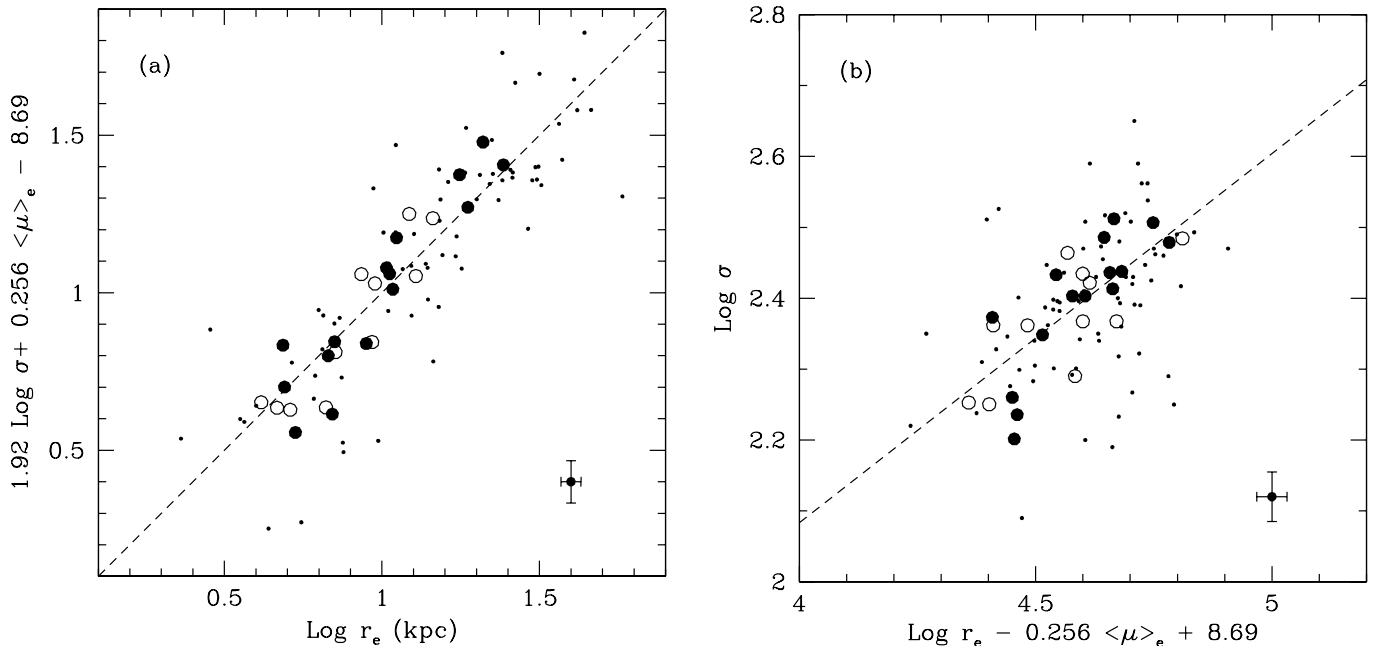 (a)
1.92 Log σ+ 0.256 <μ>e − 8.69
1.5
1
0.5
0.5
1
1.5
Log re (kpc)
(b)
Log σ
2.8
2.6
2.4
2.2
2
4
4.5
5
Log re − 0.256 <μ>e + 8.69